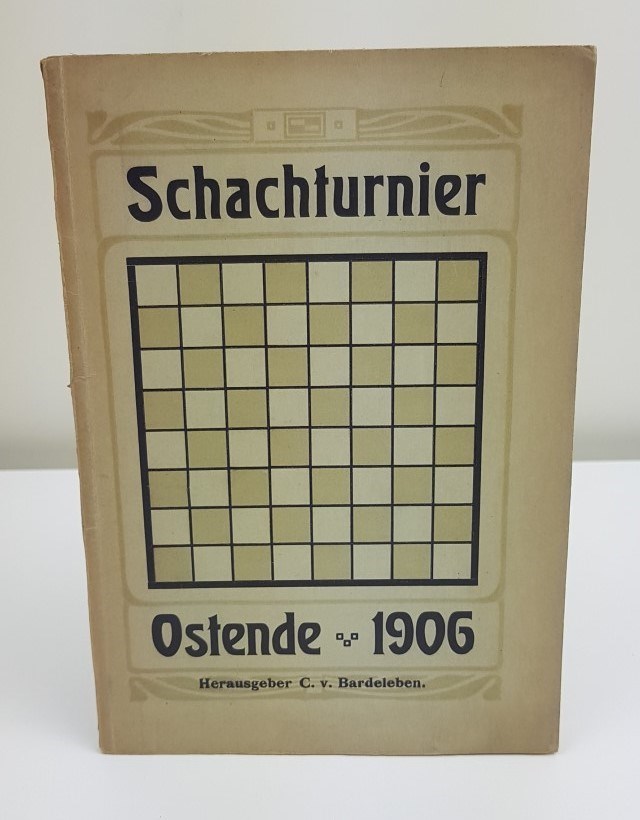 Schachturnier
Ostende 1906
Herausgeber C. v. Bardeleben.